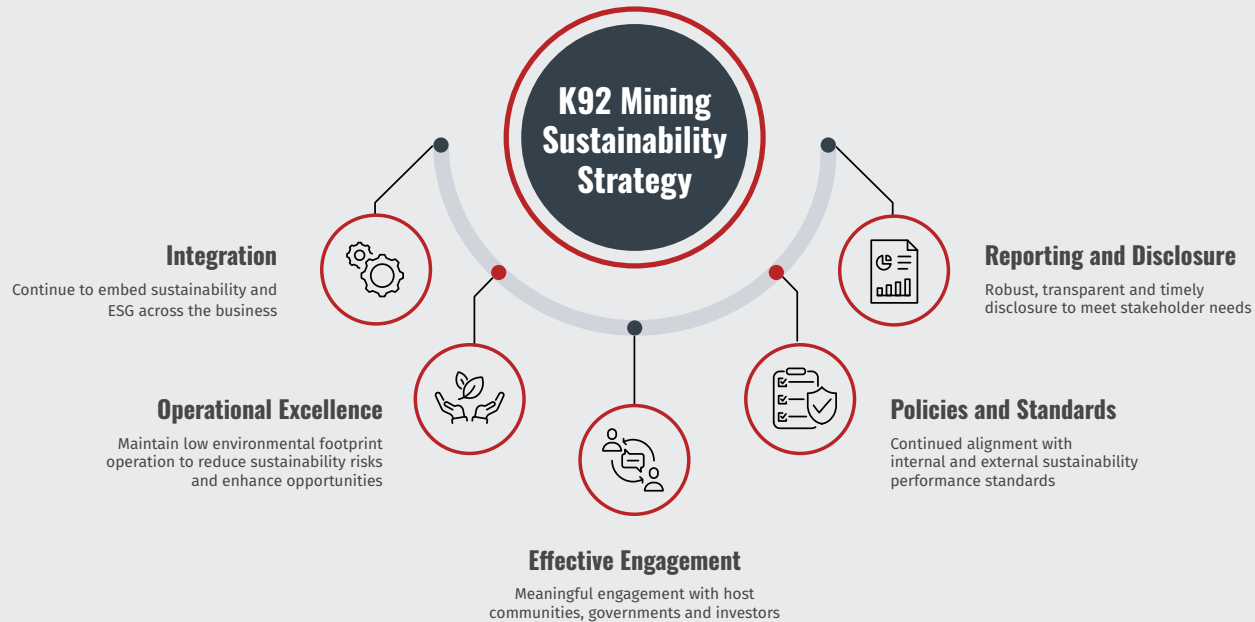 K92 Mining
Sustainability
Strategy
Integration
Continue to embed sustainability and
ESG across the business
Operational Excellence
Maintain low environmental footprint
operation to reduce sustainability risks
and enhance opportunities
Effective Engagement
Meaningful engagement with host
communities, governments and investors
Policies and Standards
Continued alignment with
internal and external sustainability
performance standards
Reporting and Disclosure
Robust, transparent and timely
disclosure to meet stakeholder needs